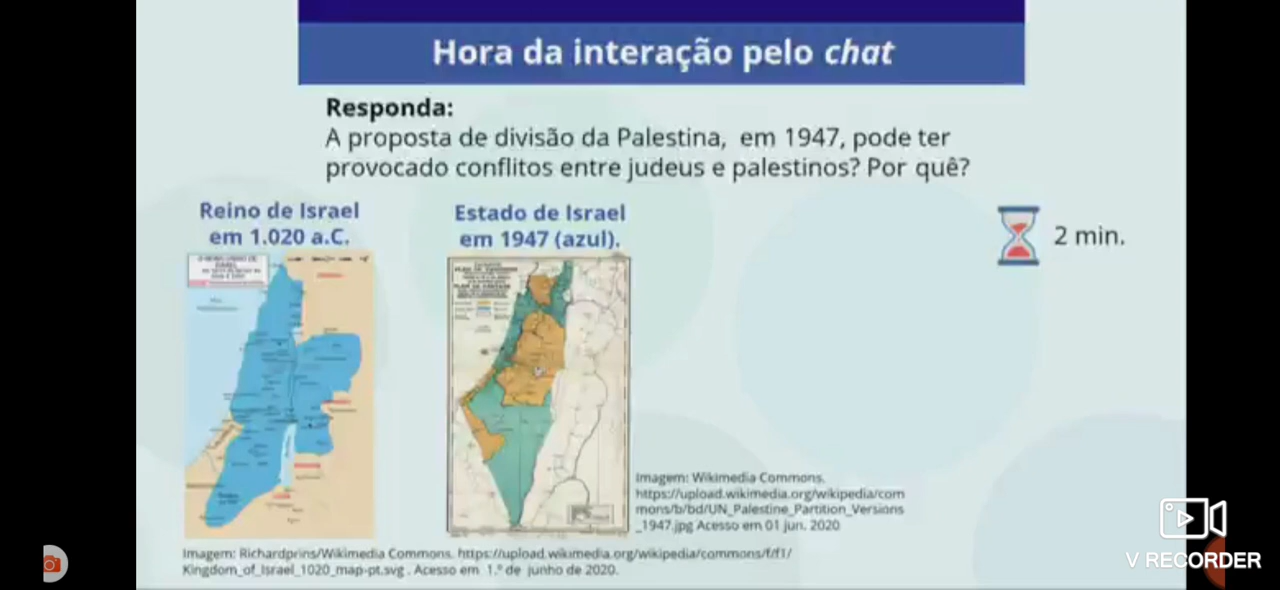 Hora da interação pelo chat
Responda:
A proposta de divisão da Palestina, em 1947, pode ter
provocado conflitos entre judeus e palestinos? Por quê?
Reino de Israel
em 1.020 a.C.
Estado de Israel
em 1947 (azul).
2 min.
Imagem: Wikimedia Commons.
https://upload.wikimedia.org/wikipedia/com
mons/b/bd/UN_Palestine_Partition_Versions
_1947.jpg Acesso em 01 jun. 2020
Imagem: Richardprins/Wikimedia Commons. https://upload.wikimedia.org/wikipedia/commons/f/f1/
Kingdom_of_Israel_1020_map-pt.svg . Acesso em 1.º de junho de 2020.
V RECORDER